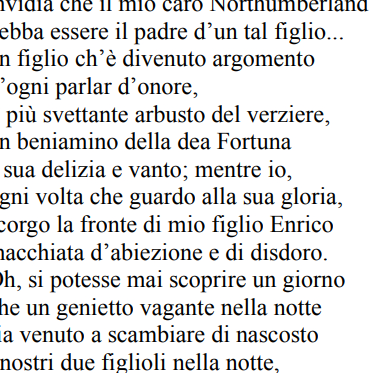 nvidia che il mio caro Northumberland
ebba essere il padre d'un tal figlio...
n figlio ch'è divenuto argomento
'ogni parlar d'onore,
più svettante arbusto del verziere,
n beniamino della dea Fortuna
sua delizia e vanto; mentre io,
gni volta che guardo alla sua gloria,
corgo la fronte di mio figlio Enrico
macchiata d'abiezione e di disdoro.
Oh, si potesse mai scoprire un giorno
he un genietto vagante nella notte
ia venuto a scambiare di nascosto
nostri due figlioli nella notte,